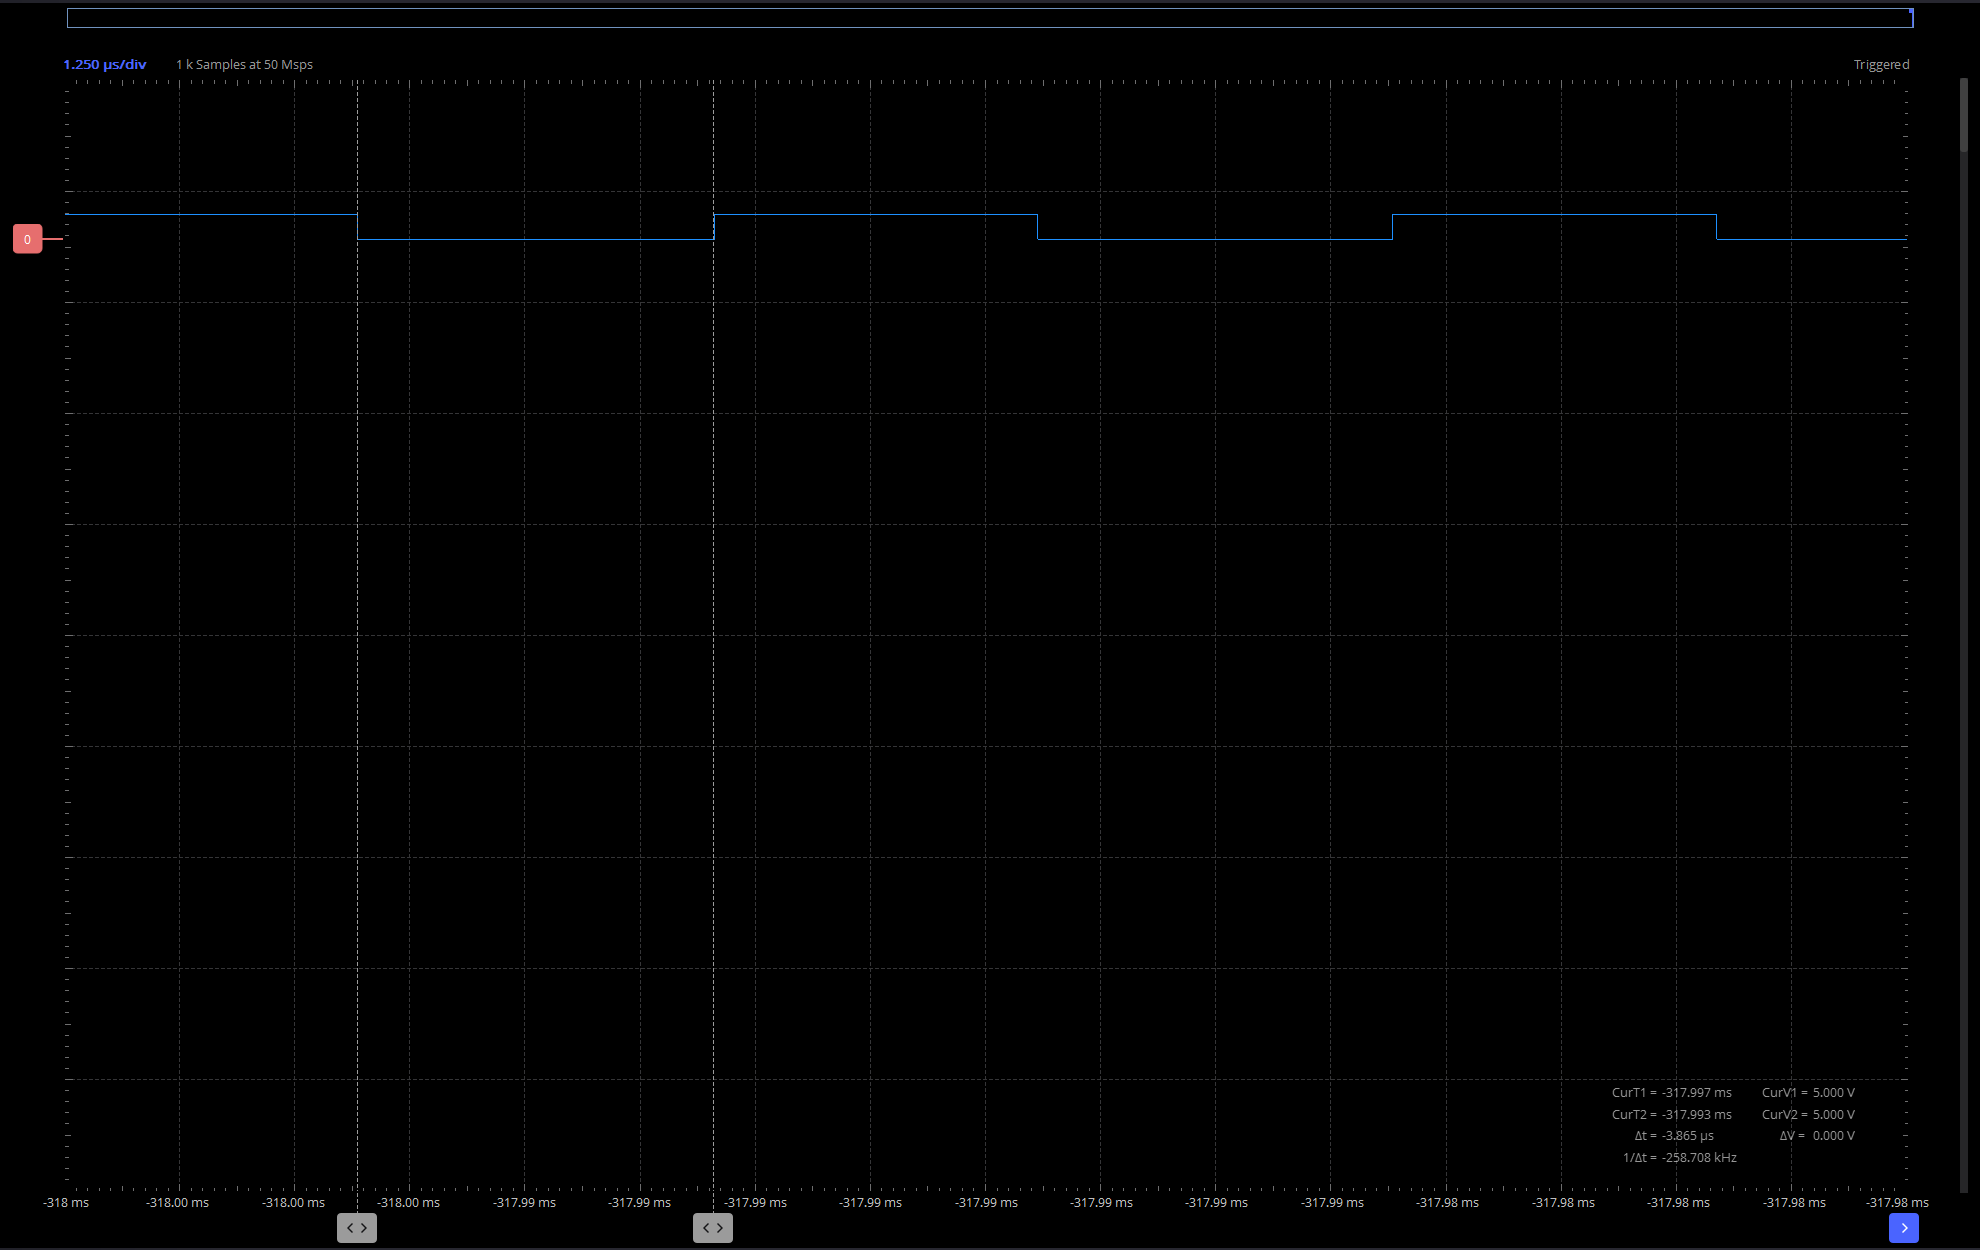 1.250 µs/div 1 k Samples at 50 Msps Triggered
0
CurT1 = -317.997 ms CurV1 = 5.000 V
CurT2 = -317.993 ms CurV2 = 5.000 V
Δt = -3.865 µs ΔV = 0.000 V
1/Δt = -258.708 kHz
-318 ms -318.00 ms -318.00 ms -318.00 ms -317.99 ms -317.99 ms -317.99 ms -317.99 ms -317.99 ms -317.99 ms -317.99 ms -317.99 ms -317.98 ms -317.98 ms -317.98 ms -317.98 ms -317.98 ms